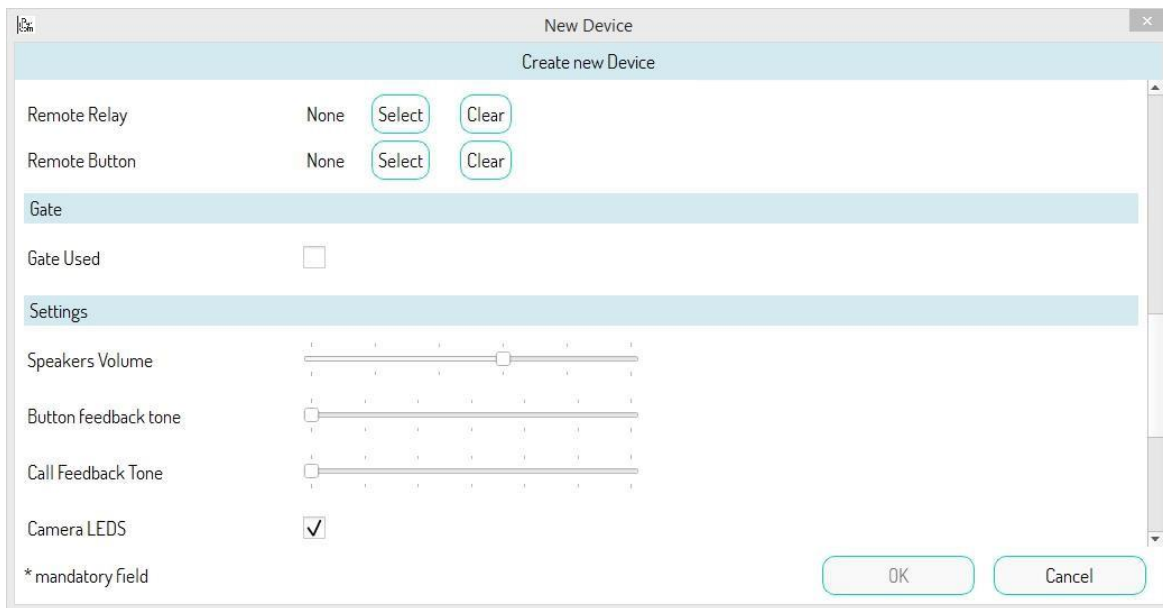 New Device
Create new Device
Remote Relay None Select Clear
Remote Button None Select Clear
Gate
Gate Used
Settings
Speakers Volume
Button feedback tone
Call Feedback Tone
Camera LEDS
* mandatory field OK Cancel